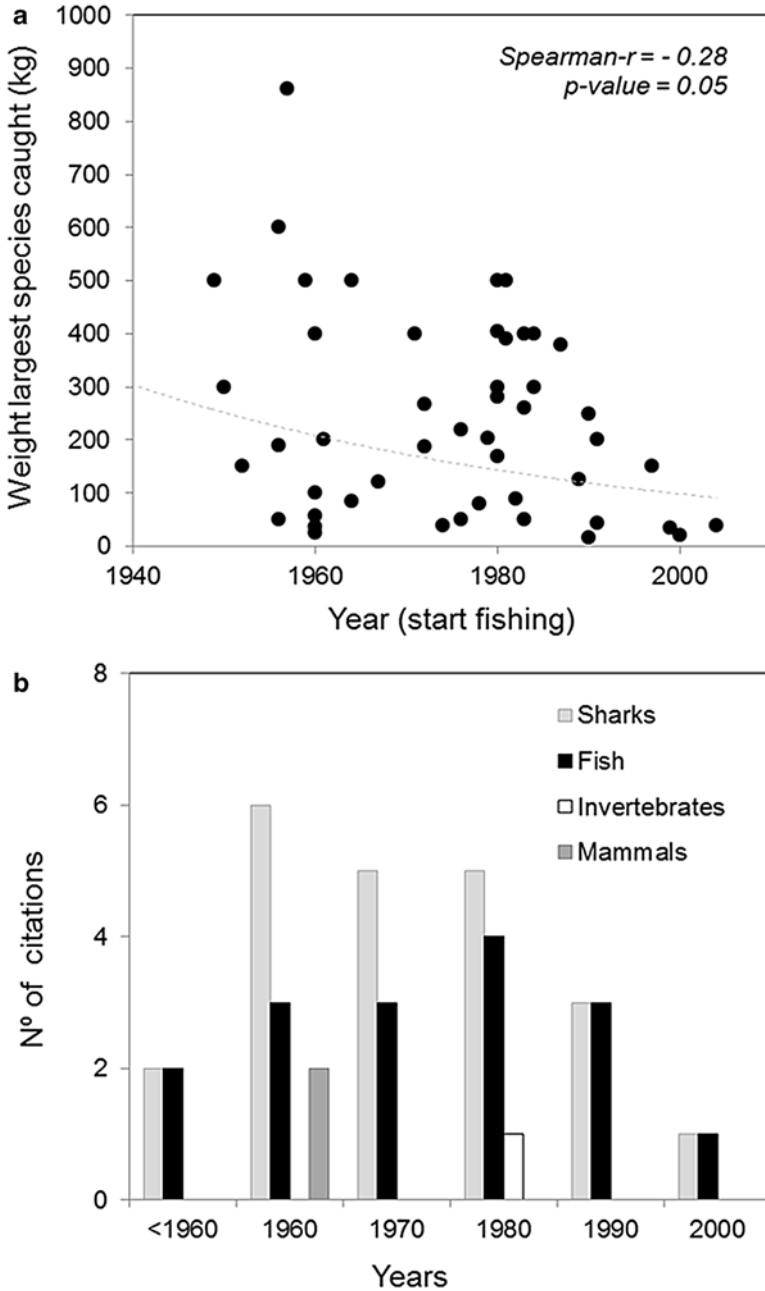 a
Weight largest species caught (kg)
1000
900
800
700
600
500
400
300
200
100
0
Spearman-r = - 0.28
p-value = 0.05
1940 1960 1980 2000
Year (start fishing)
b
Nº of citations
8
6
4
2
0
Sharks
Fish
Invertebrates
Mammals
<1960 1960 1970 1980 1990 2000
Years